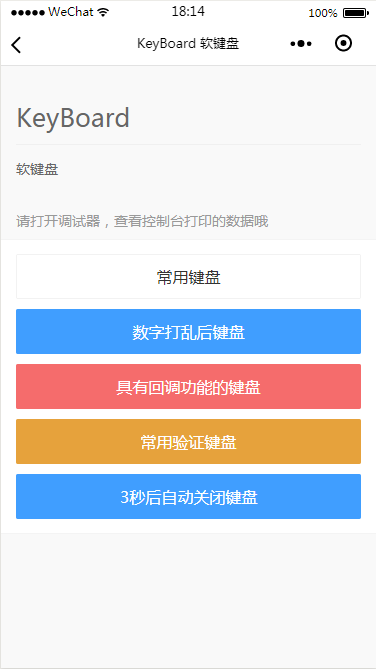 WeChat 18:14 100%
KeyBoard 软键盘
KeyBoard
软键盘
请打开调试器，查看控制台打印的数据哦
常用键盘
数字打乱后键盘
具有回调功能的键盘
常用验证键盘
3秒后自动关闭键盘